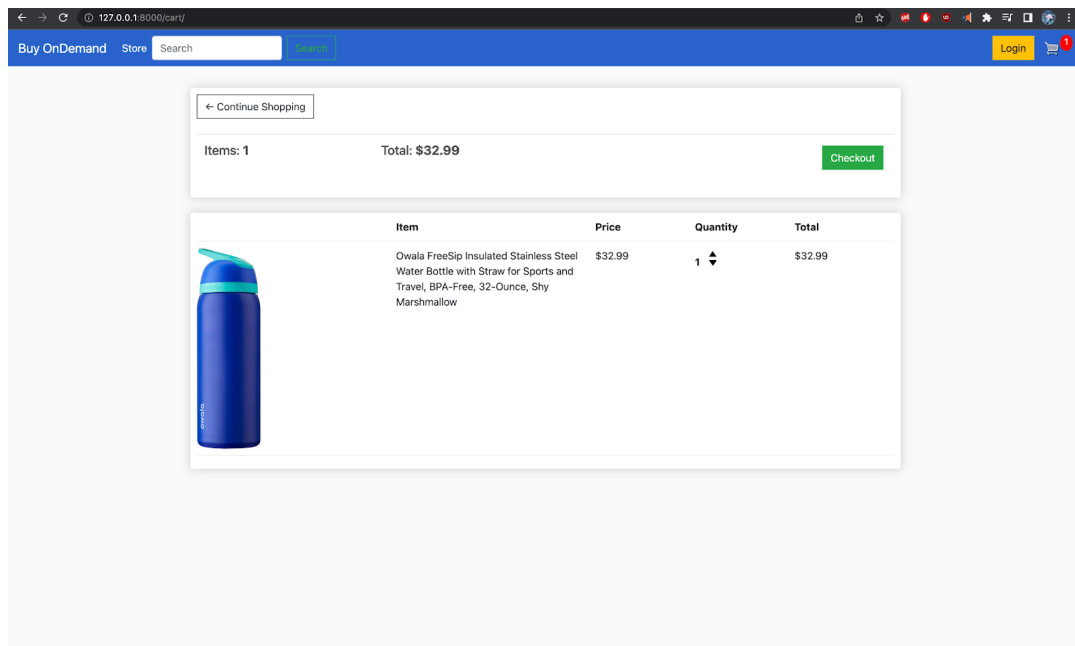 127.0.0.1:8000/cart/
Buy OnDemand Store Search Search Login 1
← Continue Shopping
Items: 1 Total: $32.99 Checkout
Item Price Quantity Total
Owala FreeSip Insulated Stainless Steel $32.99 1 $32.99
Water Bottle with Straw for Sports and
Travel, BPA-Free, 32-Ounce, Shy
Marshmallow
owala